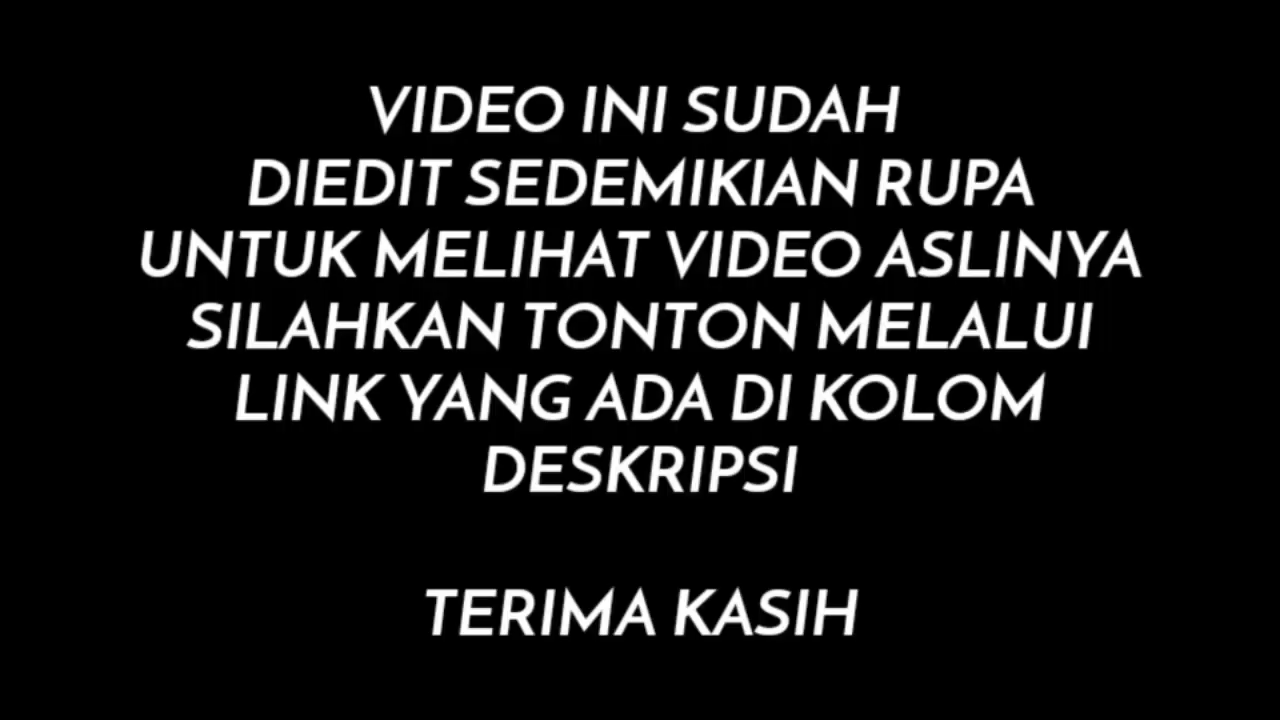 VIDEO INI SUDAH
DIEDIT SEDEMIKIAN RUPA
UNTUK MELIHAT VIDEO ASLINYA
SILAHKAN TONTON MELALUI
LINK YANG ADA DI KOLOM
DESKRIPSI
TERIMA KASIH